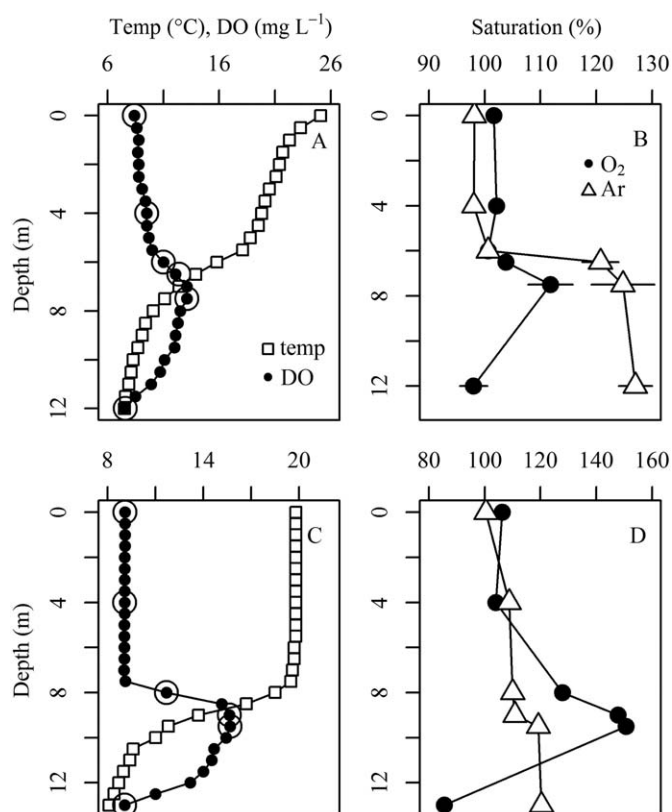 Temp (°C), DO (mg L⁻¹)
Saturation (%)
6 16 26
90 100 110 120 130
0 4 8 12
Depth (m)
A
temp
DO
0 4 8 12
B
O₂
Ar
8 14 20
80 100 120 140 160
0 4 8 12
Depth (m)
C
0 4 8 12
D